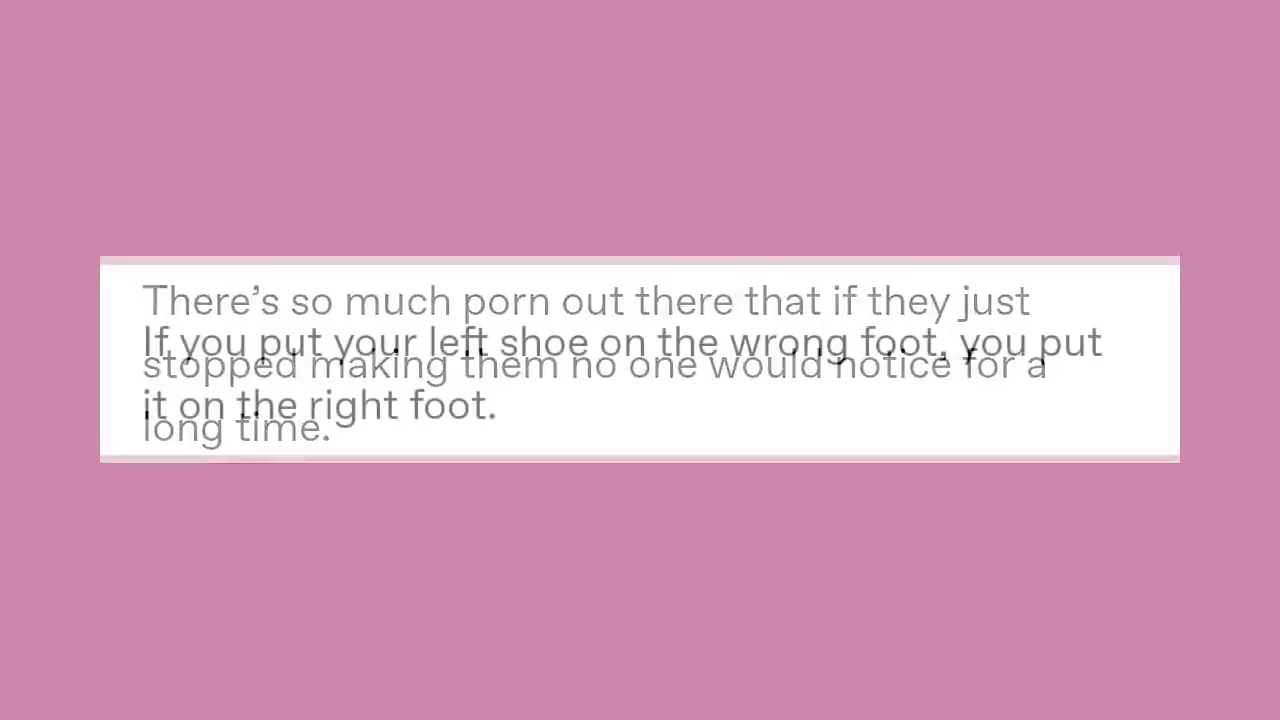 There’s so much porn out there that if they just
If you put your left shoe on the wrong foot, you put
stopped making them no one would notice for a
it on the right foot.
long time.